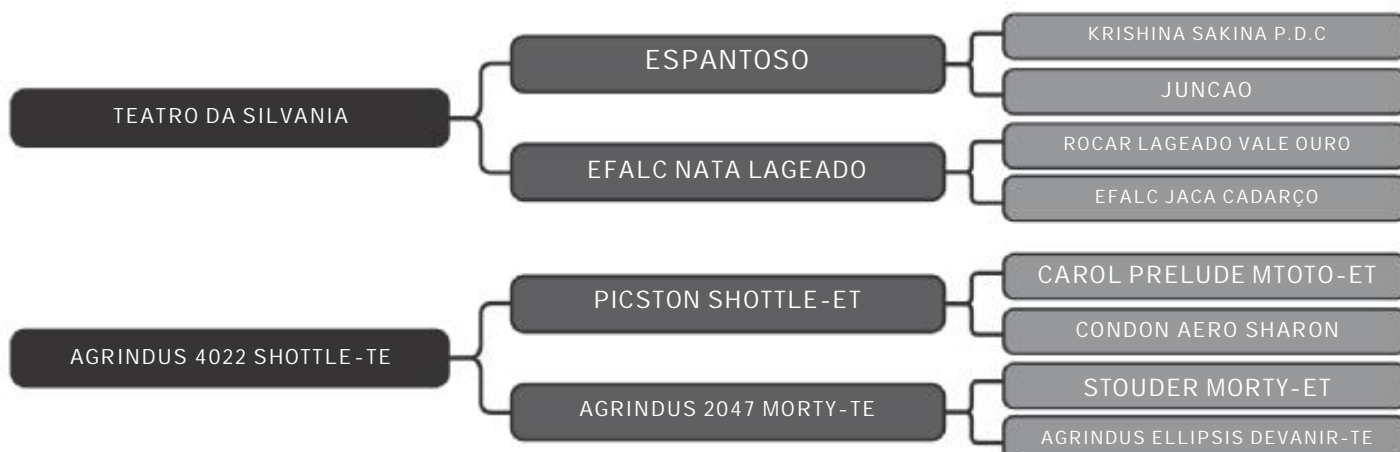 KRISHINA SAKINA P.D.C
ESPANTOSO
JUNCAO
TEATRO DA SILVANIA
ROCAR LAGEADO VALE OURO
EFALC NATA LAGEADO
EFALC JACA CADARÇO
CAROL PRELUDE MTOTO-ET
PICSTON SHOTTLE-ET
CONDON AERO SHARON
AGRINDUS 4022 SHOTTLE-TE
STOUDER MORTY-ET
AGRINDUS 2047 MORTY-TE
AGRINDUS ELLIPSIS DEVANIR-TE